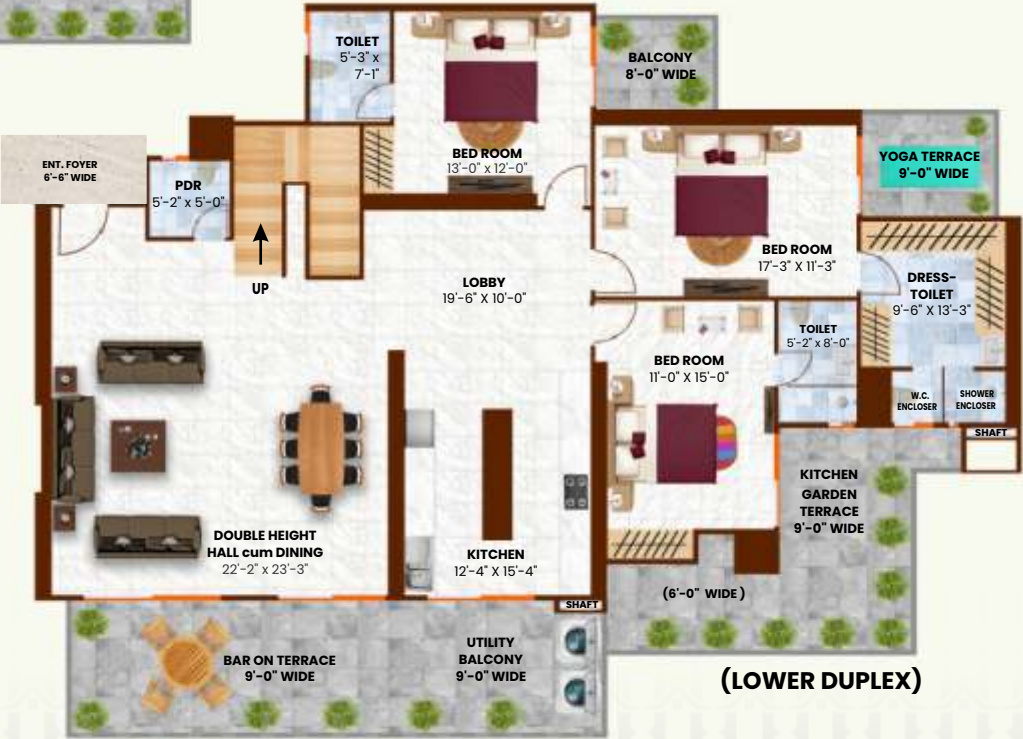 TOILET
5'-3" x
7'-1"
BALCONY
8'-0" WIDE
ENT. FOYER
6'-6" WIDE
PDR
5'-2" x 5'-0"
BED ROOM
13'-0" x 12'-0"
YOGA TERRACE
9'-0" WIDE
UP
LOBBY
19'-6" X 10'-0"
BED ROOM
17'-3" X 11'-3"
DRESS-
TOILET
9'-6" X 13'-3"
BED ROOM
11'-0" X 15'-0"
TOILET
5'-2" x 8'-0"
W.C.
ENCLOSER
SHOWER
ENCLOSER
SHAFT
KITCHEN
GARDEN
TERRACE
9'-0" WIDE
DOUBLE HEIGHT
HALL cum DINING
22'-2" x 23'-3"
KITCHEN
12'-4" X 15'-4"
(6'-0" WIDE )
SHAFT
BAR ON TERRACE
9'-0" WIDE
UTILITY
BALCONY
9'-0" WIDE
(LOWER DUPLEX)